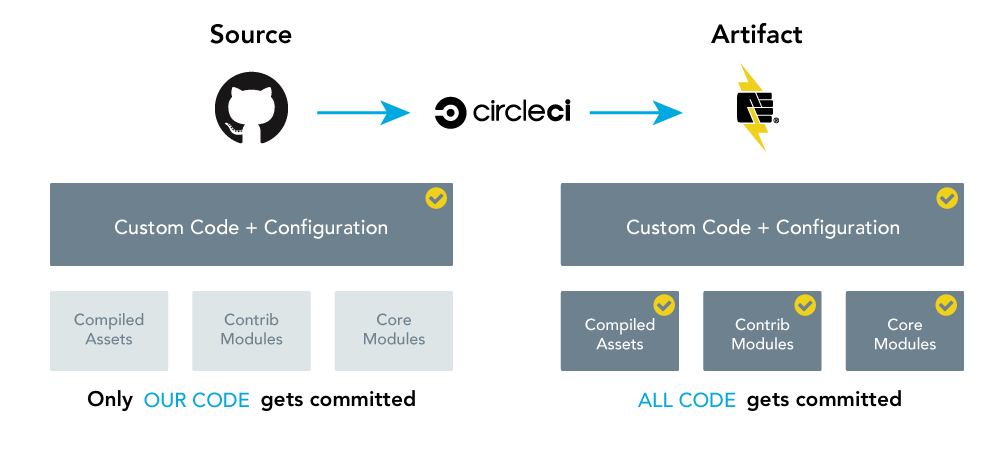 Source
Artifact
circleci
®
Custom Code + Configuration
Custom Code + Configuration
Compiled
Assets
Contrib
Modules
Core
Modules
Compiled
Assets
Contrib
Modules
Core
Modules
Only OUR CODE gets committed
ALL CODE gets committed